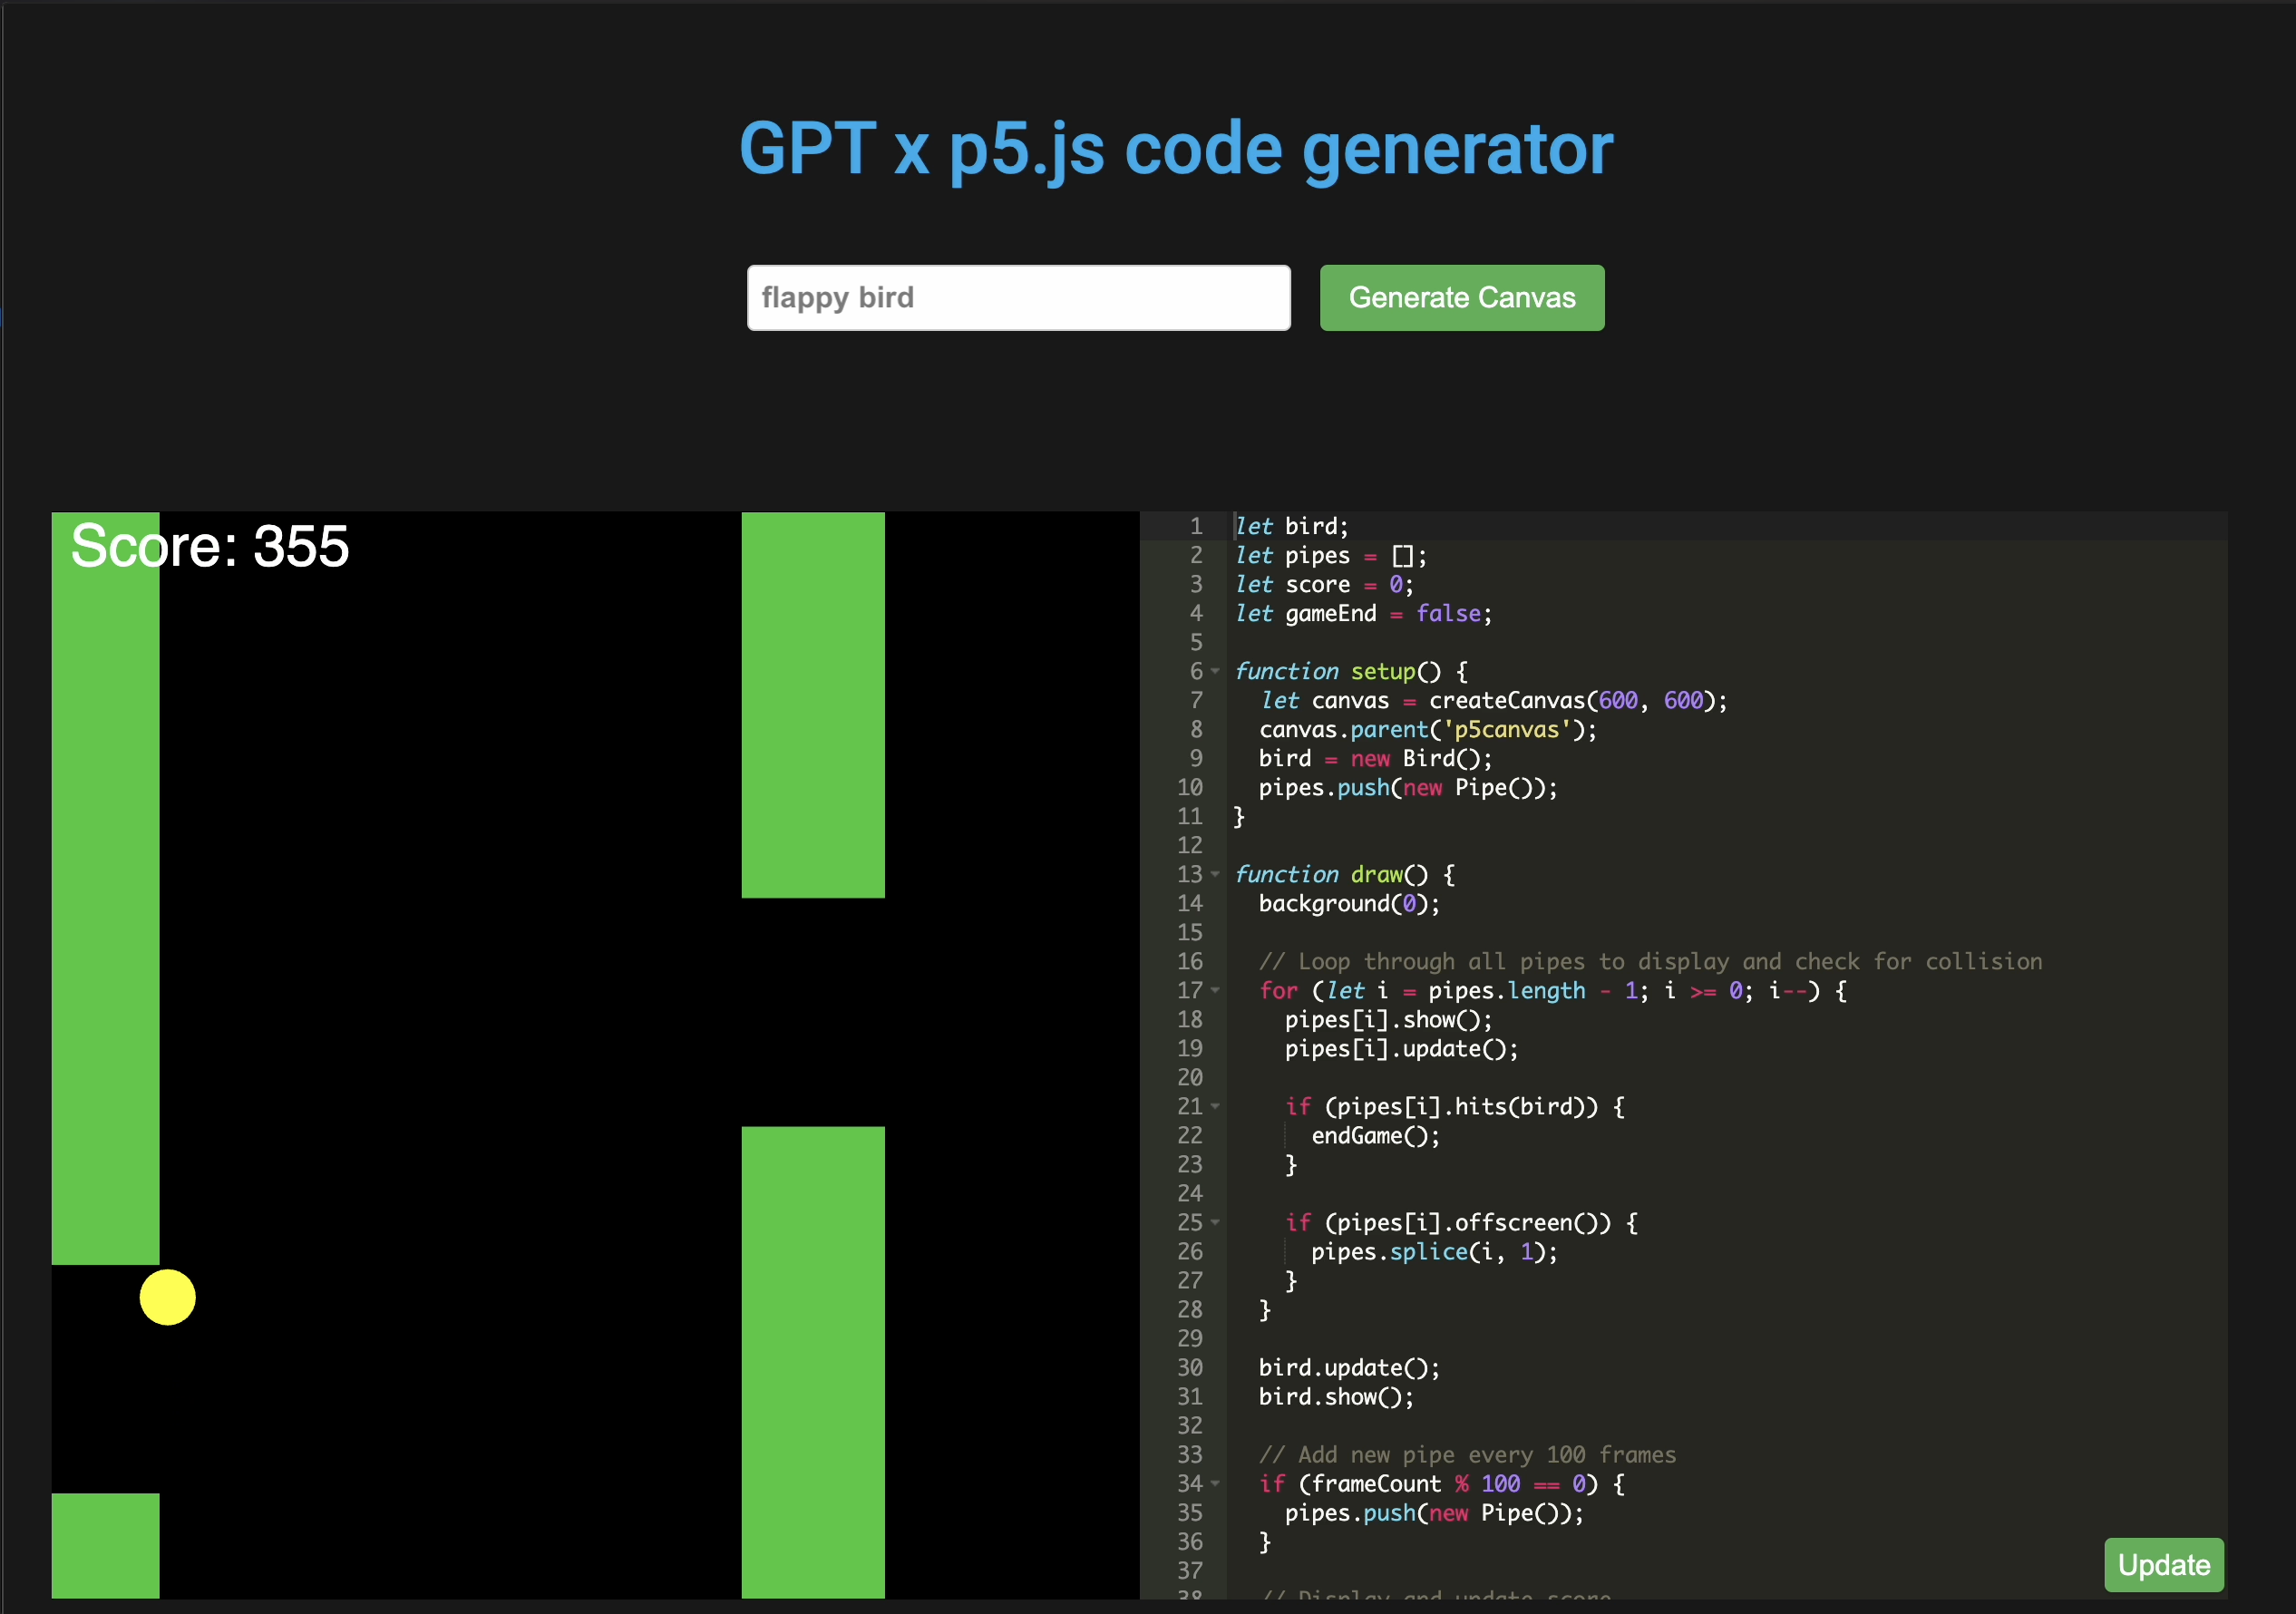 GPT x p5.js code generator
flappy bird
Generate Canvas
Score: 355
1 let bird;
2 let pipes = [];
3 let score = 0;
4 let gameEnd = false;
5
6 function setup() {
7 let canvas = createCanvas(600, 600);
8 canvas.parent('p5canvas');
9 bird = new Bird();
10 pipes.push(new Pipe());
11 }
12
13 function draw() {
14 background(0);
15
16 // Loop through all pipes to display and check for collision
17 for (let i = pipes.length - 1; i >= 0; i--) {
18 pipes[i].show();
19 pipes[i].update();
20
21 if (pipes[i].hits(bird)) {
22 endGame();
23 }
24
25 if (pipes[i].offscreen()) {
26 pipes.splice(i, 1);
27 }
28 }
29
30 bird.update();
31 bird.show();
32
33 // Add new pipe every 100 frames
34 if (frameCount % 100 == 0) {
35 pipes.push(new Pipe());
36 }
37
38 // Display and update score
Update